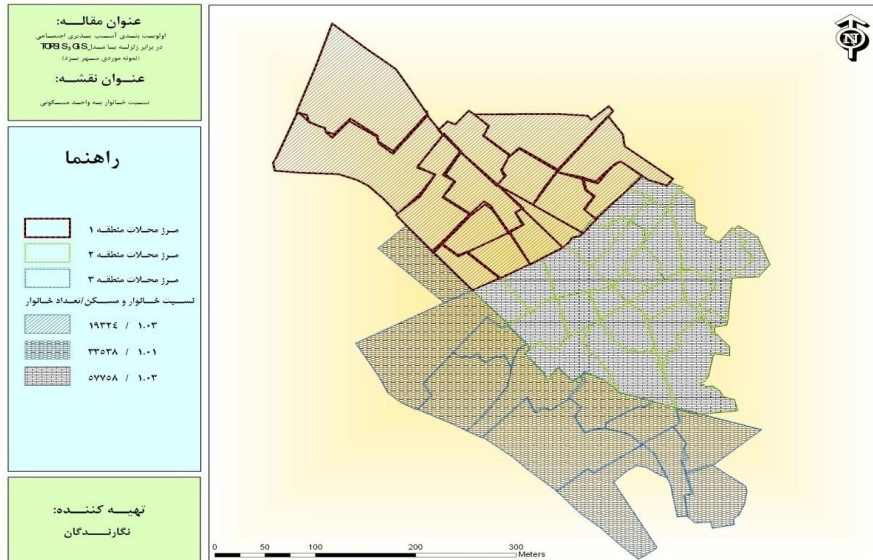 عنوان مقاله:
اولویت بندی آسیب پذیری اجتماعی
در برابر زلزله با مدل TOPSIS و GIS
(نمونه موردی شهر یزد)
عنوان نقشه:
نسبت خانوار به واحد مسکونی
راهنما
مرز محلات منطقه ۱
مرز محلات منطقه ۲
مرز محلات منطقه ۳
نسبت خانوار و مسکن/تعداد خانوار
۱۹۳۲٤ / ۱.۰۳
۳۳۵۳۸ / ۱.۰۱
۵۷۷۵۸ / ۱.۰۳
تهیه کننده:
نگارندگان
N
0 50 100 200 300
Meters